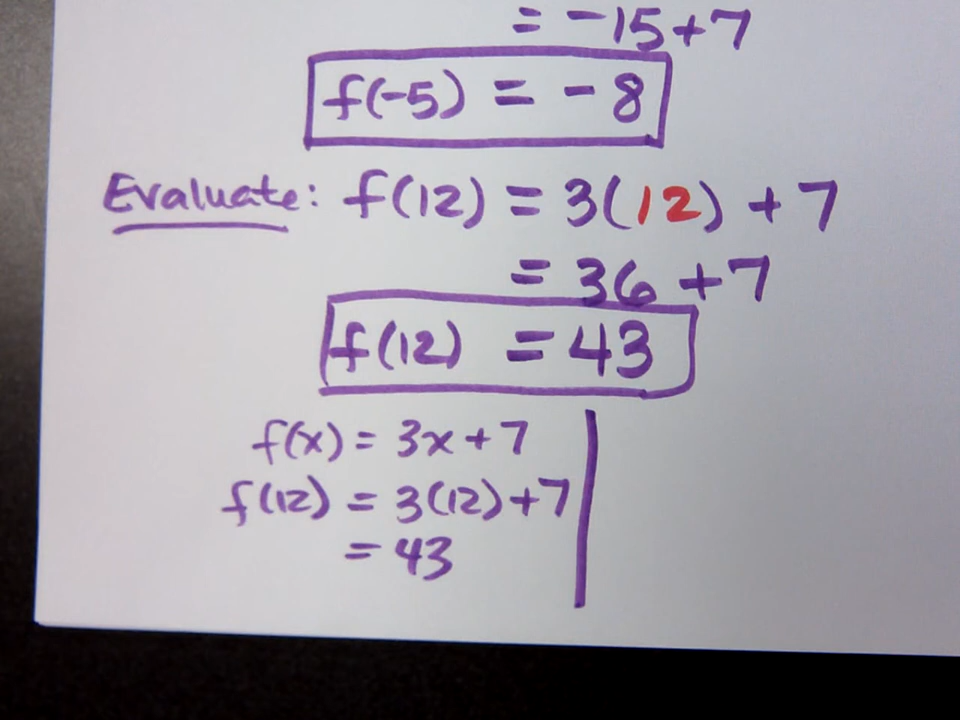 = -15+7
f(-5) = -8
Evaluate: f(12) = 3(12) + 7
= 36 +7
f(12) = 43
f(x) = 3x+7
f(12) = 3(12)+7
= 43